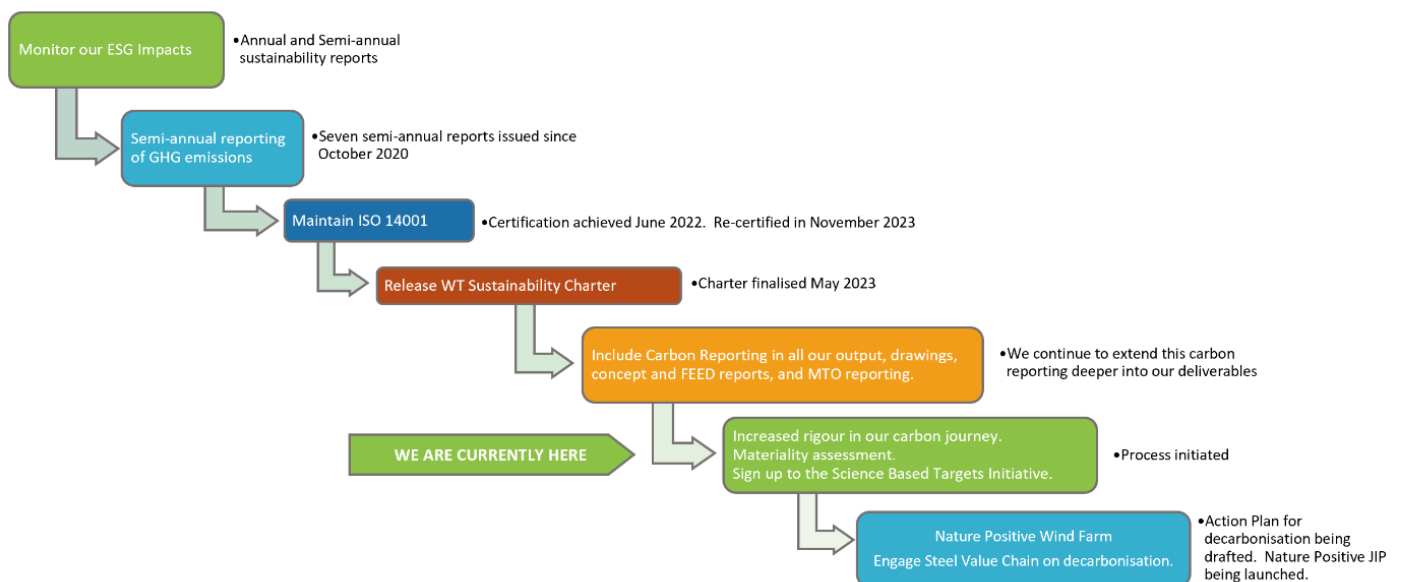 Monitor our ESG Impacts
•Annual and Semi-annual
sustainability reports
Semi-annual reporting
of GHG emissions
•Seven semi-annual reports issued since
October 2020
Maintain ISO 14001
•Certification achieved June 2022.  Re-certified in November 2023
Release WT Sustainability Charter
•Charter finalised May 2023
Include Carbon Reporting in all our output, drawings,
concept and FEED reports, and MTO reporting.
•We continue to extend this carbon
reporting deeper into our deliverables
WE ARE CURRENTLY HERE
Increased rigour in our carbon journey.
Materiality assessment.
Sign up to the Science Based Targets Initiative.
•Process initiated
Nature Positive Wind Farm
Engage Steel Value Chain on decarbonisation.
•Action Plan for
decarbonisation being
drafted.  Nature Positive JIP
being launched.